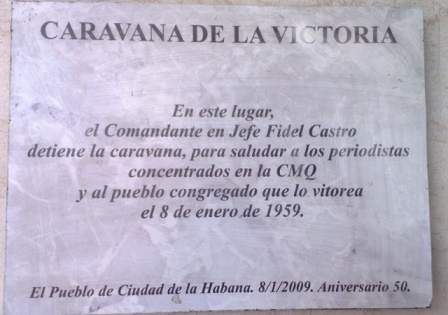 CARAVANA DE LA VICTORIA
En este lugar,
el Comandante en Jefe Fidel Castro
detiene la caravana, para saludar a los periodistas
concentrados en la CMQ
y al pueblo congregado que lo vitorea
el 8 de enero de 1959.
El Pueblo de Ciudad de la Habana. 8/1/2009. Aniversario 50.